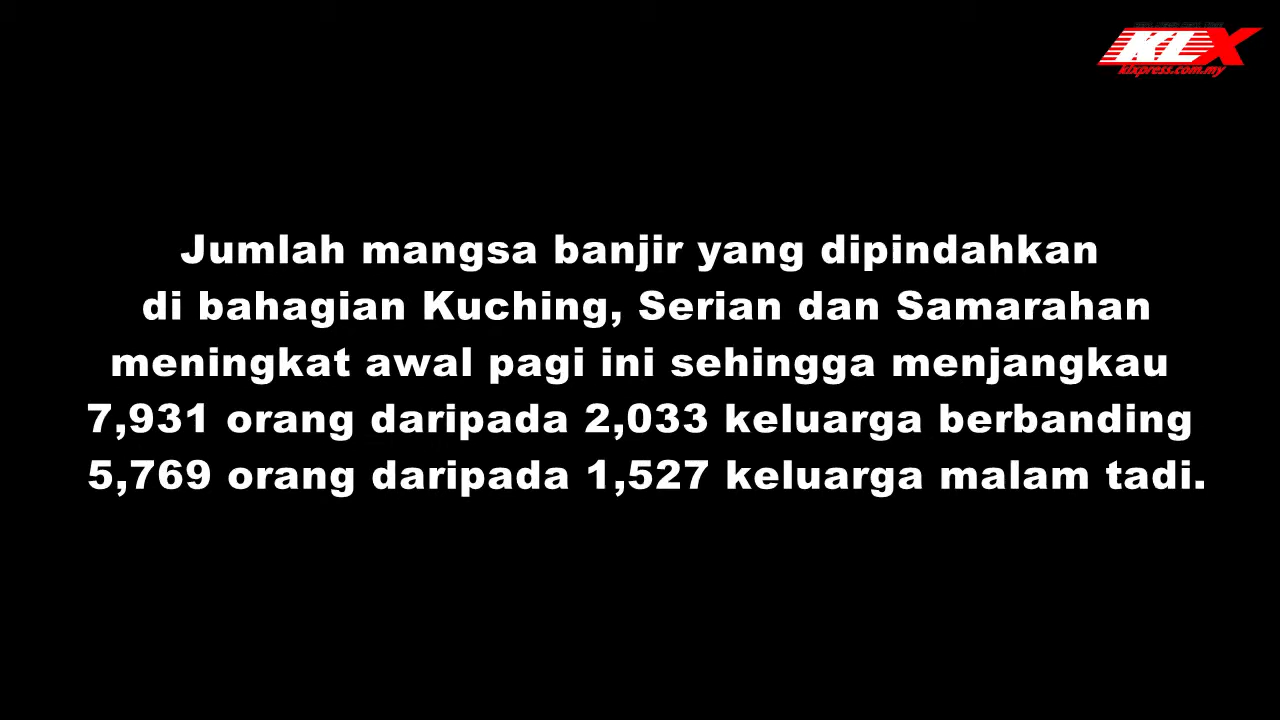 KLX
klxpress.com.my
Jumlah mangsa banjir yang dipindahkan
di bahagian Kuching, Serian dan Samarahan
meningkat awal pagi ini sehingga menjangkau
7,931 orang daripada 2,033 keluarga berbanding
5,769 orang daripada 1,527 keluarga malam tadi.